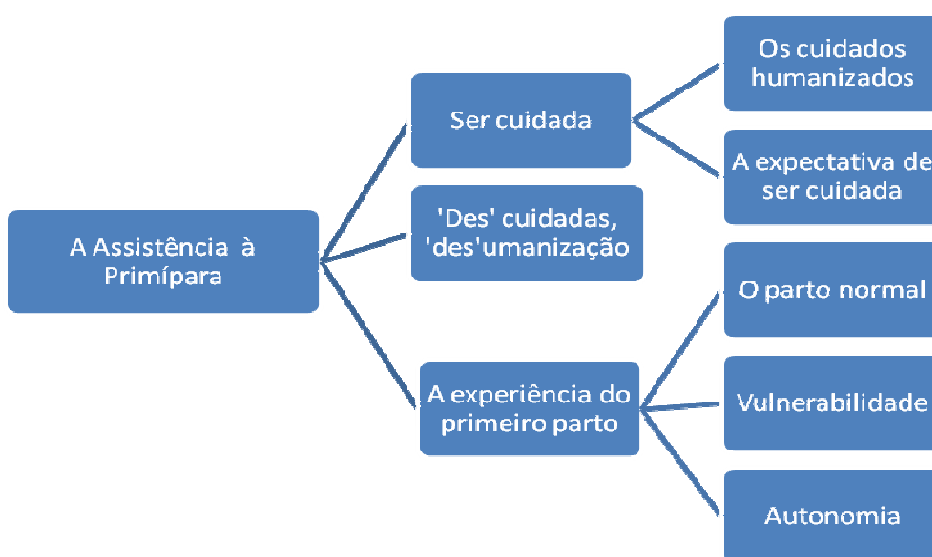 A Assistência à
Primípara
Ser cuidada
Os cuidados
humanizados
A expectativa de
ser cuidada
'Des' cuidadas,
'des'umanização
A experiência do
primeiro parto
O parto normal
Vulnerabilidade
Autonomia